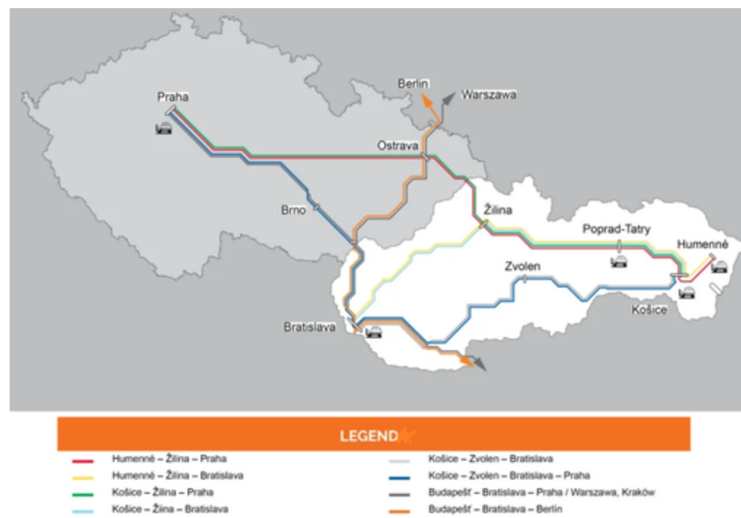 Berlin
Warszawa
Praha
Ostrava
Brno
Žilina
Poprad-Tatry
Humenné
Zvolen
Košice
Bratislava
LEGEND
Humenné – Žilina – Praha
Humenné – Žilina – Bratislava
Košice – Žilina – Praha
Košice – Žiina – Bratislava
Košice – Zvolen – Bratislava
Košice – Zvolen – Bratislava – Praha
Budapešť – Bratislava – Praha / Warszawa, Kraków
Budapešť – Bratislava – Berlín